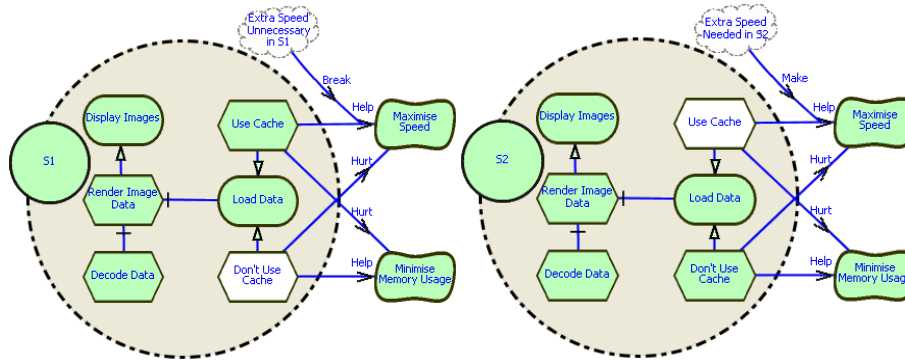 Extra Speed
Unnecessary
in S1
Break
Help
Display Images
Use Cache
Maximise
Speed
S1
Hurt
Render Image
Data
Load Data
Hurt
Decode Data
Don't Use
Cache
Help
Minimise
Memory Usage
Extra Speed
Needed in S2
Make
Help
Display Images
Use Cache
Maximise
Speed
S2
Hurt
Render Image
Data
Load Data
Hurt
Decode Data
Don't Use
Cache
Help
Minimise
Memory Usag